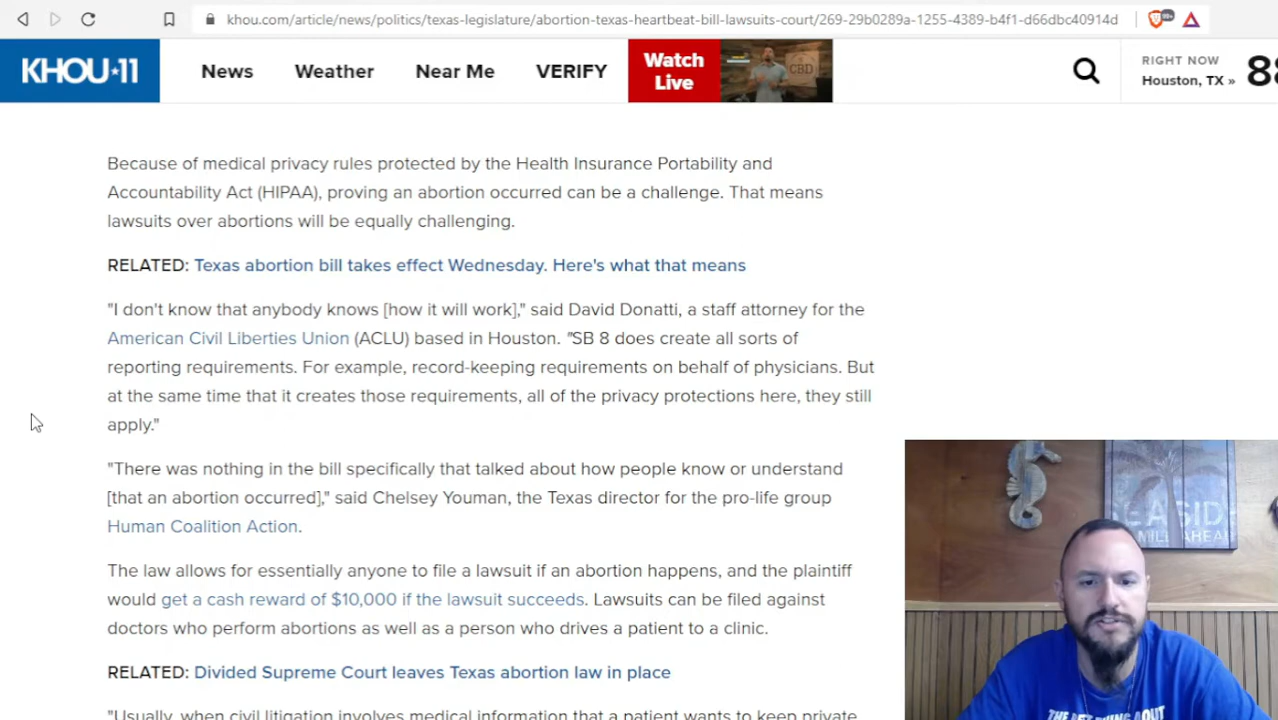 khou.com/article/news/politics/texas-legislature/abortion-texas-heartbeat-bill-lawsuits-court/269-29b0289a-1255-4389-b4f1-d66dbc40914d
99+
KHOU★11
News
Weather
Near Me
VERIFY
Watch
Live
CBD
RIGHT NOW
Houston, TX »
88
Because of medical privacy rules protected by the Health Insurance Portability and
Accountability Act (HIPAA), proving an abortion occurred can be a challenge. That means
lawsuits over abortions will be equally challenging.
RELATED: Texas abortion bill takes effect Wednesday. Here's what that means
"I don't know that anybody knows [how it will work]," said David Donatti, a staff attorney for the
American Civil Liberties Union (ACLU) based in Houston. "SB 8 does create all sorts of
reporting requirements. For example, record-keeping requirements on behalf of physicians. But
at the same time that it creates those requirements, all of the privacy protections here, they still
apply."
"There was nothing in the bill specifically that talked about how people know or understand
[that an abortion occurred]," said Chelsey Youman, the Texas director for the pro-life group
Human Coalition Action.
The law allows for essentially anyone to file a lawsuit if an abortion happens, and the plaintiff
would get a cash reward of $10,000 if the lawsuit succeeds. Lawsuits can be filed against
doctors who perform abortions as well as a person who drives a patient to a clinic.
RELATED: Divided Supreme Court leaves Texas abortion law in place
"Usually, when civil litigation involves medical information that a patient wants to keep private
SEASID
MILE AHEA
ABOUT